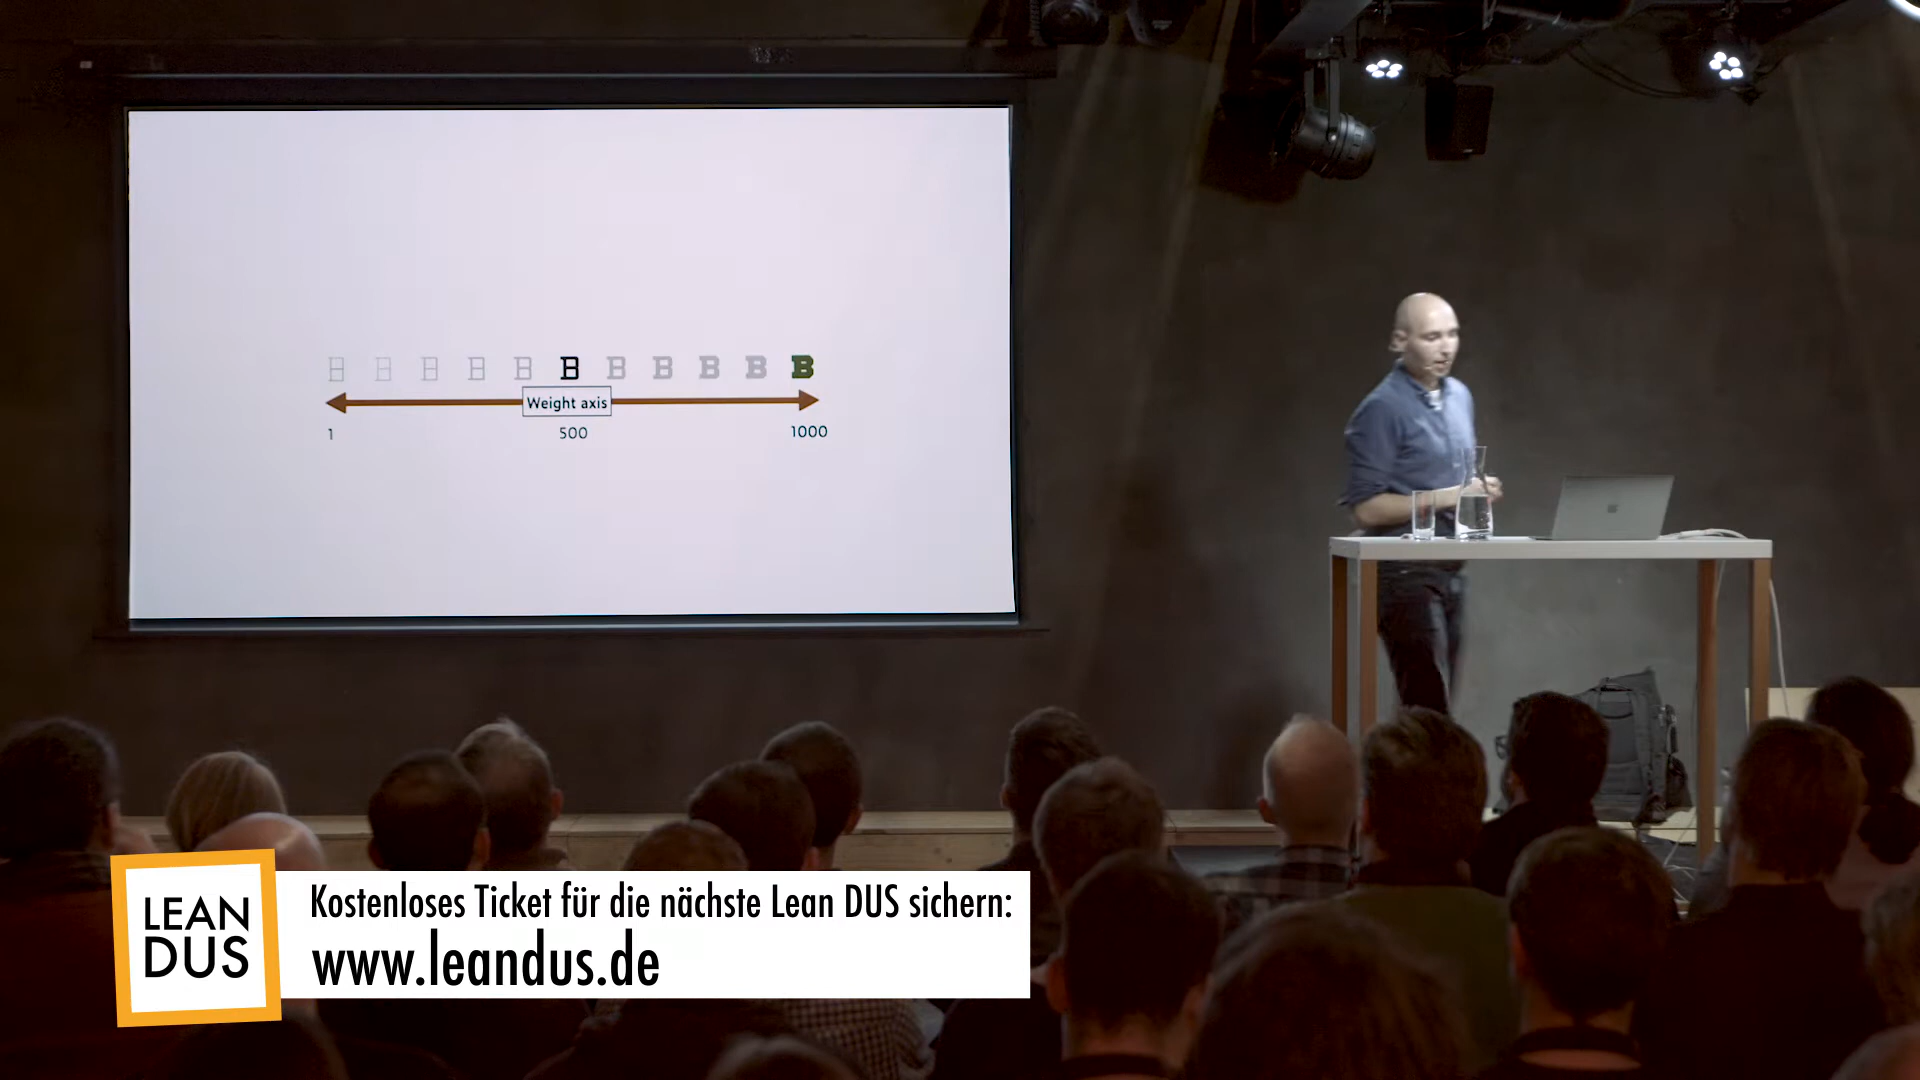 B B B B B B B B B B B
Weight axis
1 500 1000
LEAN
DUS
Kostenloses Ticket für die nächste Lean DUS sichern:
www.leandus.de